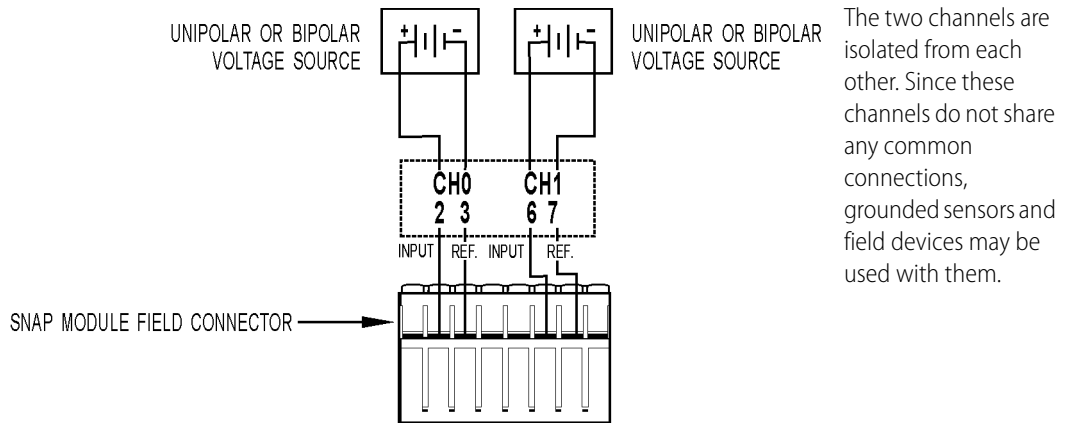 UNIPOLAR OR BIPOLAR
VOLTAGE SOURCE
+ -
+ -
UNIPOLAR OR BIPOLAR
VOLTAGE SOURCE
CH0
2 3
CH1
6 7
INPUT REF. INPUT REF.
SNAP MODULE FIELD CONNECTOR
The two channels are
isolated from each
other. Since these
channels do not share
any common
connections,
grounded sensors and
field devices may be
used with them.